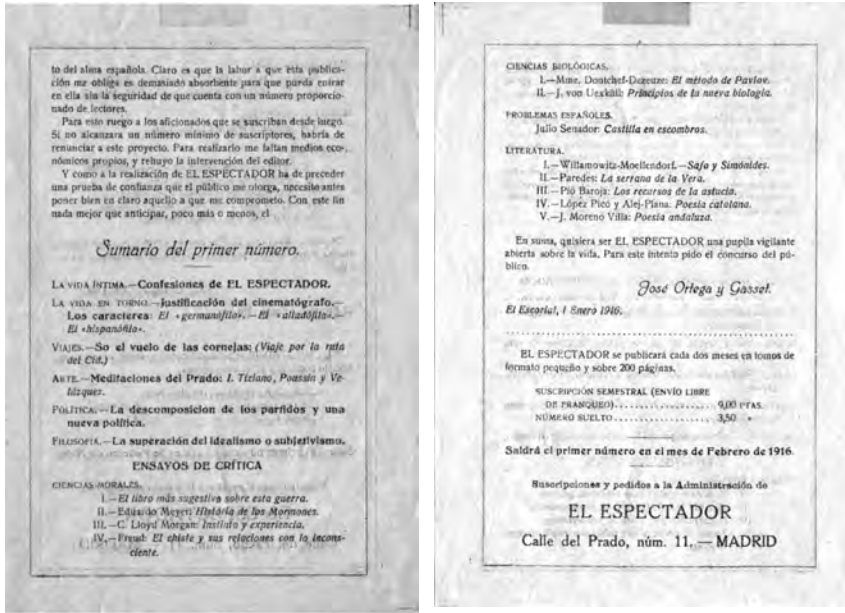 to del alma española. Claro es que la labor a que esta publica-
ción me obliga es demasiado absorbente para que pueda entrar
en ella sin la seguridad de que cuenta con un número proporcio-
nado de lectores.
Para esto ruego a los aficionados que se suscriban desde luego.
Si no alcanzara un número mínimo de suscriptores, habría de
renunciar a este proyecto. Para realizarlo me faltan medios eco-
nómicos propios, y rehuyo la intervención del editor.
Y como a la realización de EL ESPECTADOR ha de preceder
una prueba de confianza que el público me otorga, necesito antes
poner bien en claro aquello a que me comprometo. Con este fin
nada mejor que anticipar, poco más o menos, el
Sumario del primer número.
LA VIDA ÍNTIMA.—Confesiones de EL ESPECTADOR.
LA VIDA EN TORNO.—Justificación del cinematógrafo.—
Los caracteres: El «germanófilo».—El «aliadófilo».—
El «hispanófilo».
VIAJES.—So el vuelo de las cornejas: (Viaje por la ruta
del Cid.)
ARTE.—Meditaciones del Prado: I. Tiziano, Poussin y Ve-
lázquez.
POLÍTICA.—La descomposicion de los partidos y una
nueva política.
FILOSOFÍA.—La superación del idealismo o subjetivismo.
ENSAYOS DE CRÍTICA
CIENCIAS MORALES.
I.—El libro más sugestivo sobre esta guerra.
II.—Eduardo Meyer: Historia de los Mormones.
III.—C. Lloyd Morgan: Instinto y experiencia.
IV.—Freud: El chiste y sus relaciones con lo incons-
ciente.
CIENCIAS BIOLÓGICAS.
I.—Mme. Dontchef-Dezeuze: El método de Pavlov.
II.—J. von Uexküll: Principios de la nueva biología.
PROBLEMAS ESPAÑOLES.
Julio Senador: Castilla en escombros.
LITERATURA.
I.—Willamowitz-Moellendorf.—Safo y Simónides.
II.—Paredes: La serrana de la Vera.
III.—Pío Baroja: Los recursos de la astucia.
IV.—López Picó y Alej-Plana: Poesía catalana.
V.—J. Moreno Villa: Poesía andaluza.
En suma, quisiera ser EL ESPECTADOR una pupila vigilante
abierta sobre la vida. Para este intento pido el concurso del pú-
blico.
José Ortega y Gasset.
El Escorial, 1 Enero 1916.
EL ESPECTADOR se publicará cada dos meses en tomos de
formato pequeño y sobre 200 páginas.
SUSCRIPCIÓN SEMESTRAL (ENVÍO LIBRE
DE FRANQUEO)................... 9,00 PTAS.
NÚMERO SUELTO................... 3,50 »
Saldrá el primer número en el mes de Febrero de 1916.
Suscripciones y pedidos a la Administración de
EL ESPECTADOR
Calle del Prado, núm. 11.—MADRID